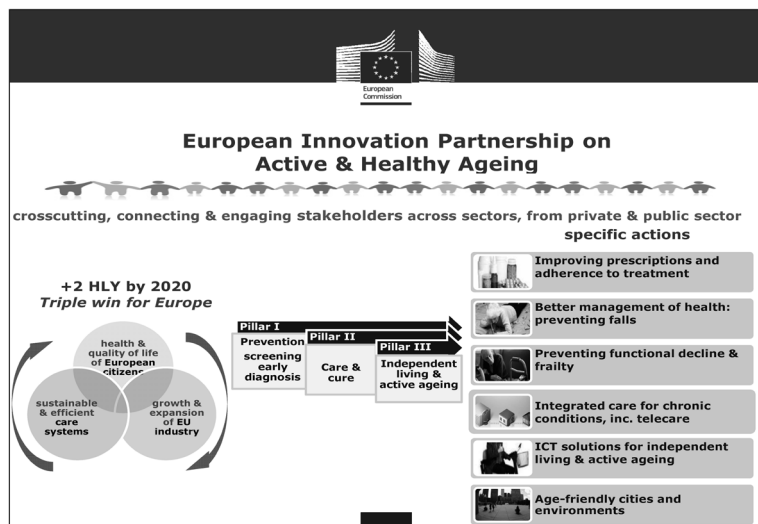 European
Commission
European Innovation Partnership on
Active & Healthy Ageing
crosscutting, connecting & engaging stakeholders across sectors, from private & public sector
specific actions
+2 HLY by 2020
Triple win for Europe
health &
quality of life
of European
citizens
sustainable
& efficient
care
systems
growth &
expansion
of EU
industry
Pillar I
Prevention
screening
early
diagnosis
Pillar II
Care &
cure
Pillar III
Independent
living &
active ageing
Improving prescriptions and
adherence to treatment
Better management of health:
preventing falls
Preventing functional decline &
frailty
Integrated care for chronic
conditions, inc. telecare
ICT solutions for independent
living & active ageing
Age-friendly cities and
environments